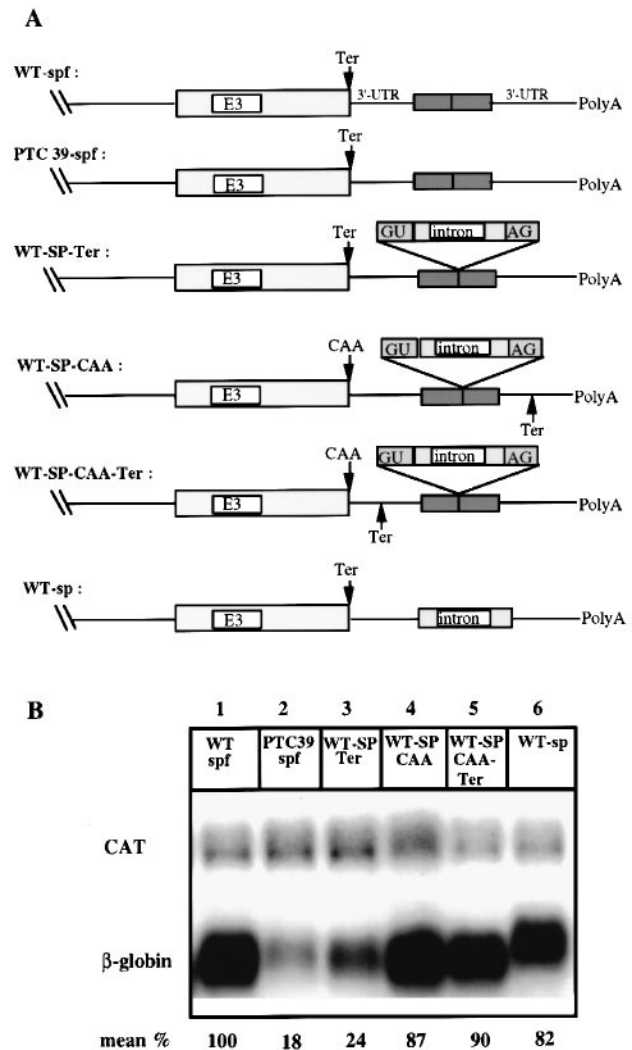 A
Ter
WT-spf :
E3
3'-UTR
3'-UTR
PolyA
Ter
PTC 39-spf :
E3
PolyA
WT-SP-Ter :
Ter
GU intron AG
E3
PolyA
WT-SP-CAA :
CAA
GU intron AG
E3
PolyA
Ter
WT-SP-CAA-Ter :
CAA
GU intron AG
E3
PolyA
Ter
WT-sp :
Ter
E3
intron
PolyA
B
1 2 3 4 5 6
WT spf
PTC39 spf
WT-SP Ter
WT-SP CAA
WT-SP CAA-Ter
WT-sp
CAT
β-globin
mean % 100 18 24 87 90 82